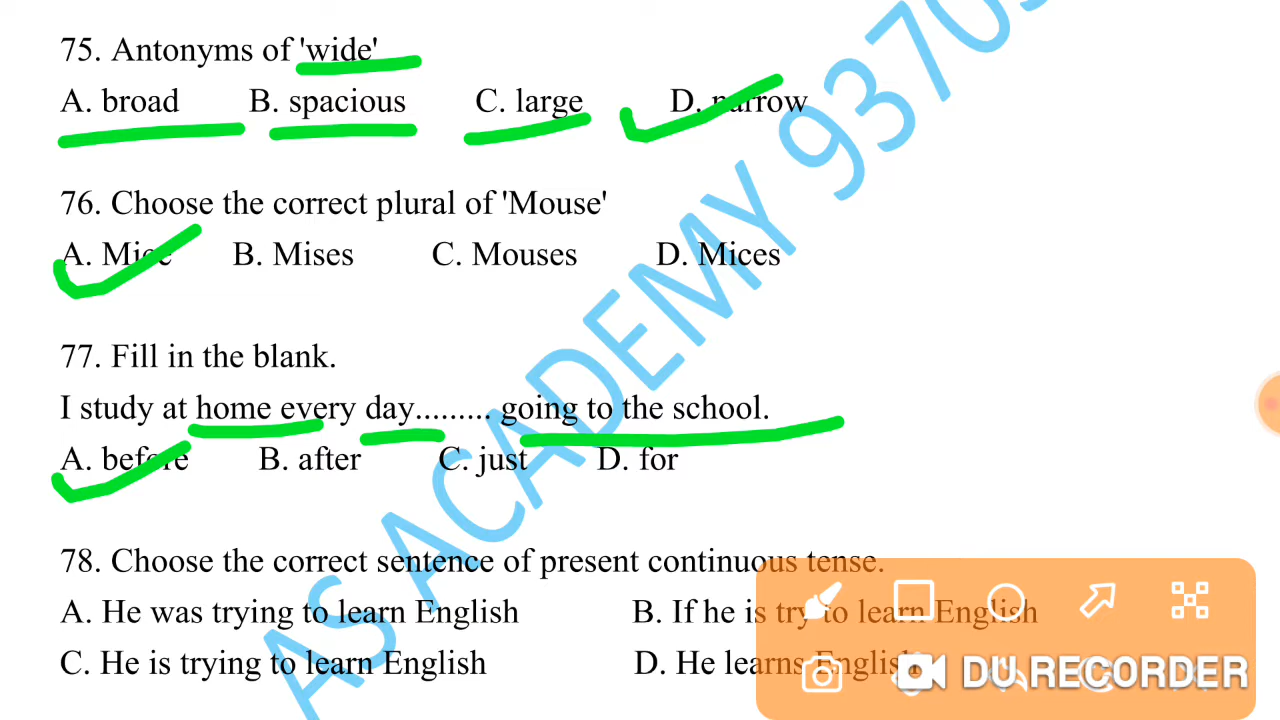 75. Antonyms of 'wide'
A. broad B. spacious C. large D. narrow
76. Choose the correct plural of 'Mouse'
A. Mice B. Mises C. Mouses D. Mices
77. Fill in the blank.
I study at home every day......... going to the school.
A. before B. after C. just D. for
78. Choose the correct sentence of present continuous tense.
A. He was trying to learn English B. If he is try to learn English
C. He is trying to learn English D. He learns English
AS ACADEMY 9370
DU RECORDER